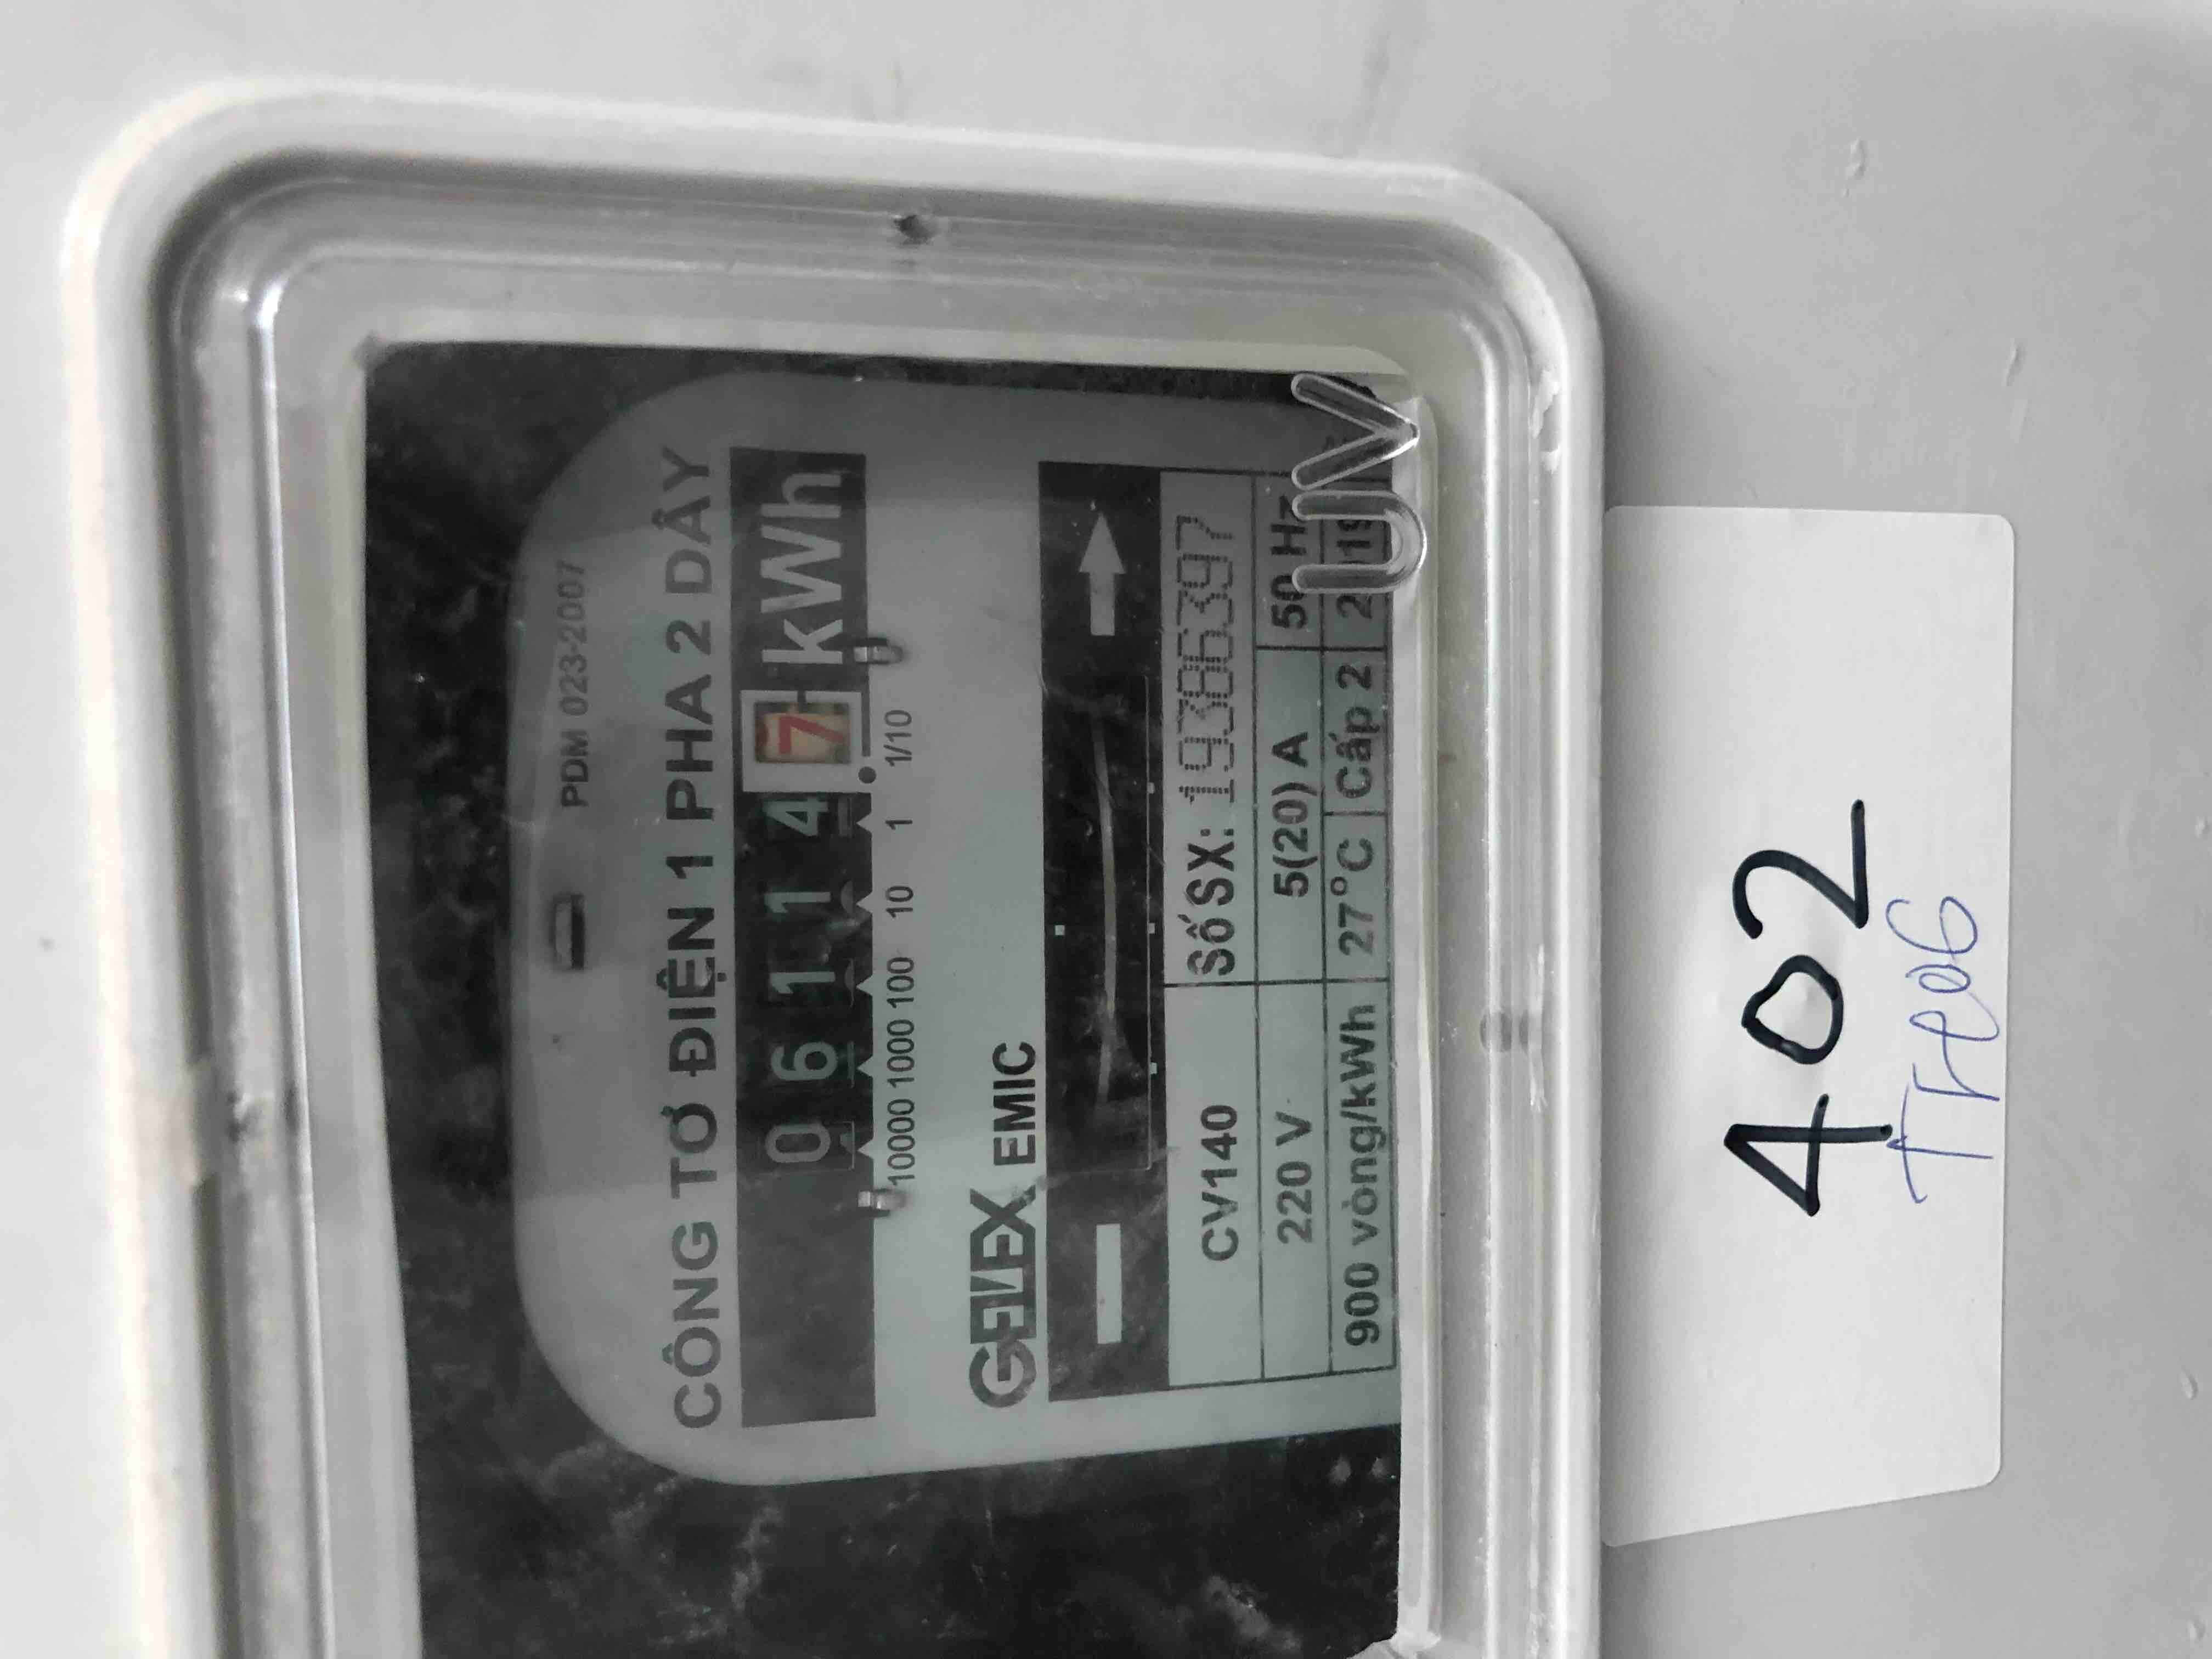 PDM 023-2007
CÔNG TƠ ĐIỆN 1 PHA 2 DÂY
0 6 1 1 4 7 kWh
10000 1000 100 10 1 1/10
GELEX EMIC
CV140 Số SX: 19386397
220 V 5(20) A 50 Hz
900 vòng/kWh 27°C Cấp 2 2019
UV
402